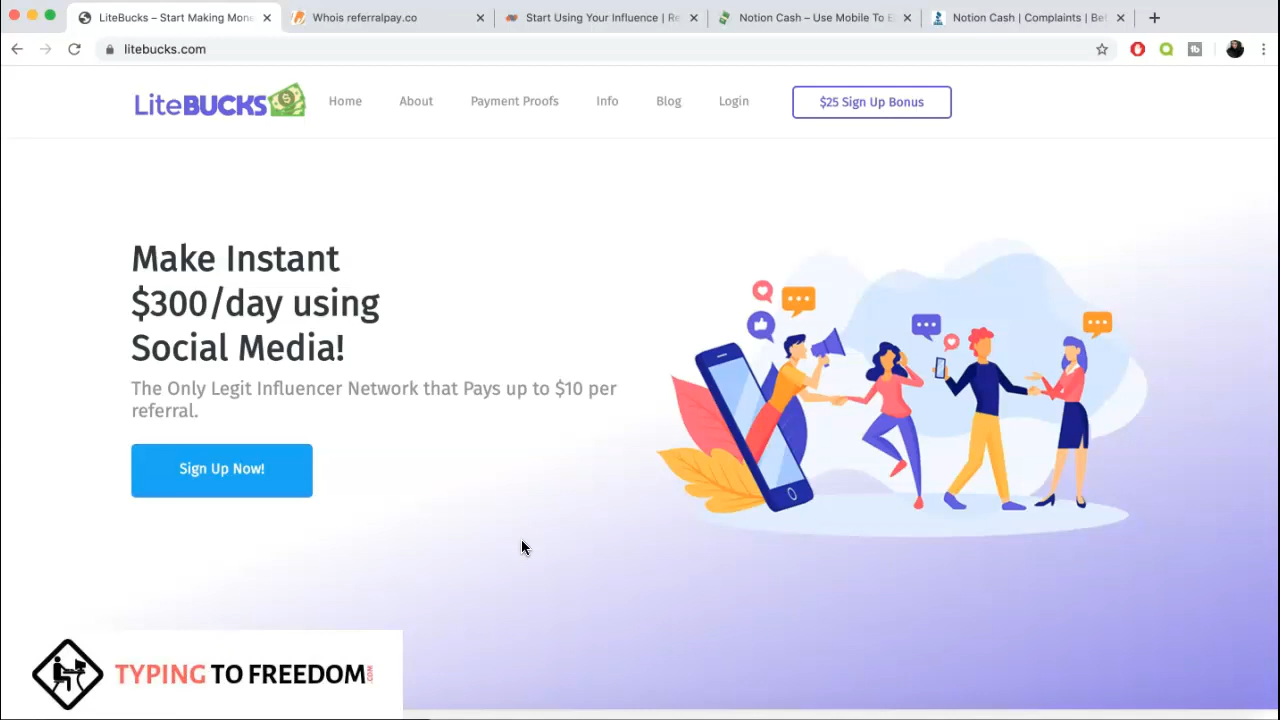 LiteBucks – Start Making Mone
Whois referralpay.co
Start Using Your Influence | Re
Notion Cash – Use Mobile To E
Notion Cash | Complaints | Bet
litebucks.com
LiteBUCKS
Home
About
Payment Proofs
Info
Blog
Login
$25 Sign Up Bonus
Make Instant
$300/day using
Social Media!
The Only Legit Influencer Network that Pays up to $10 per
referral.
Sign Up Now!
TYPING TO FREEDOM.COM